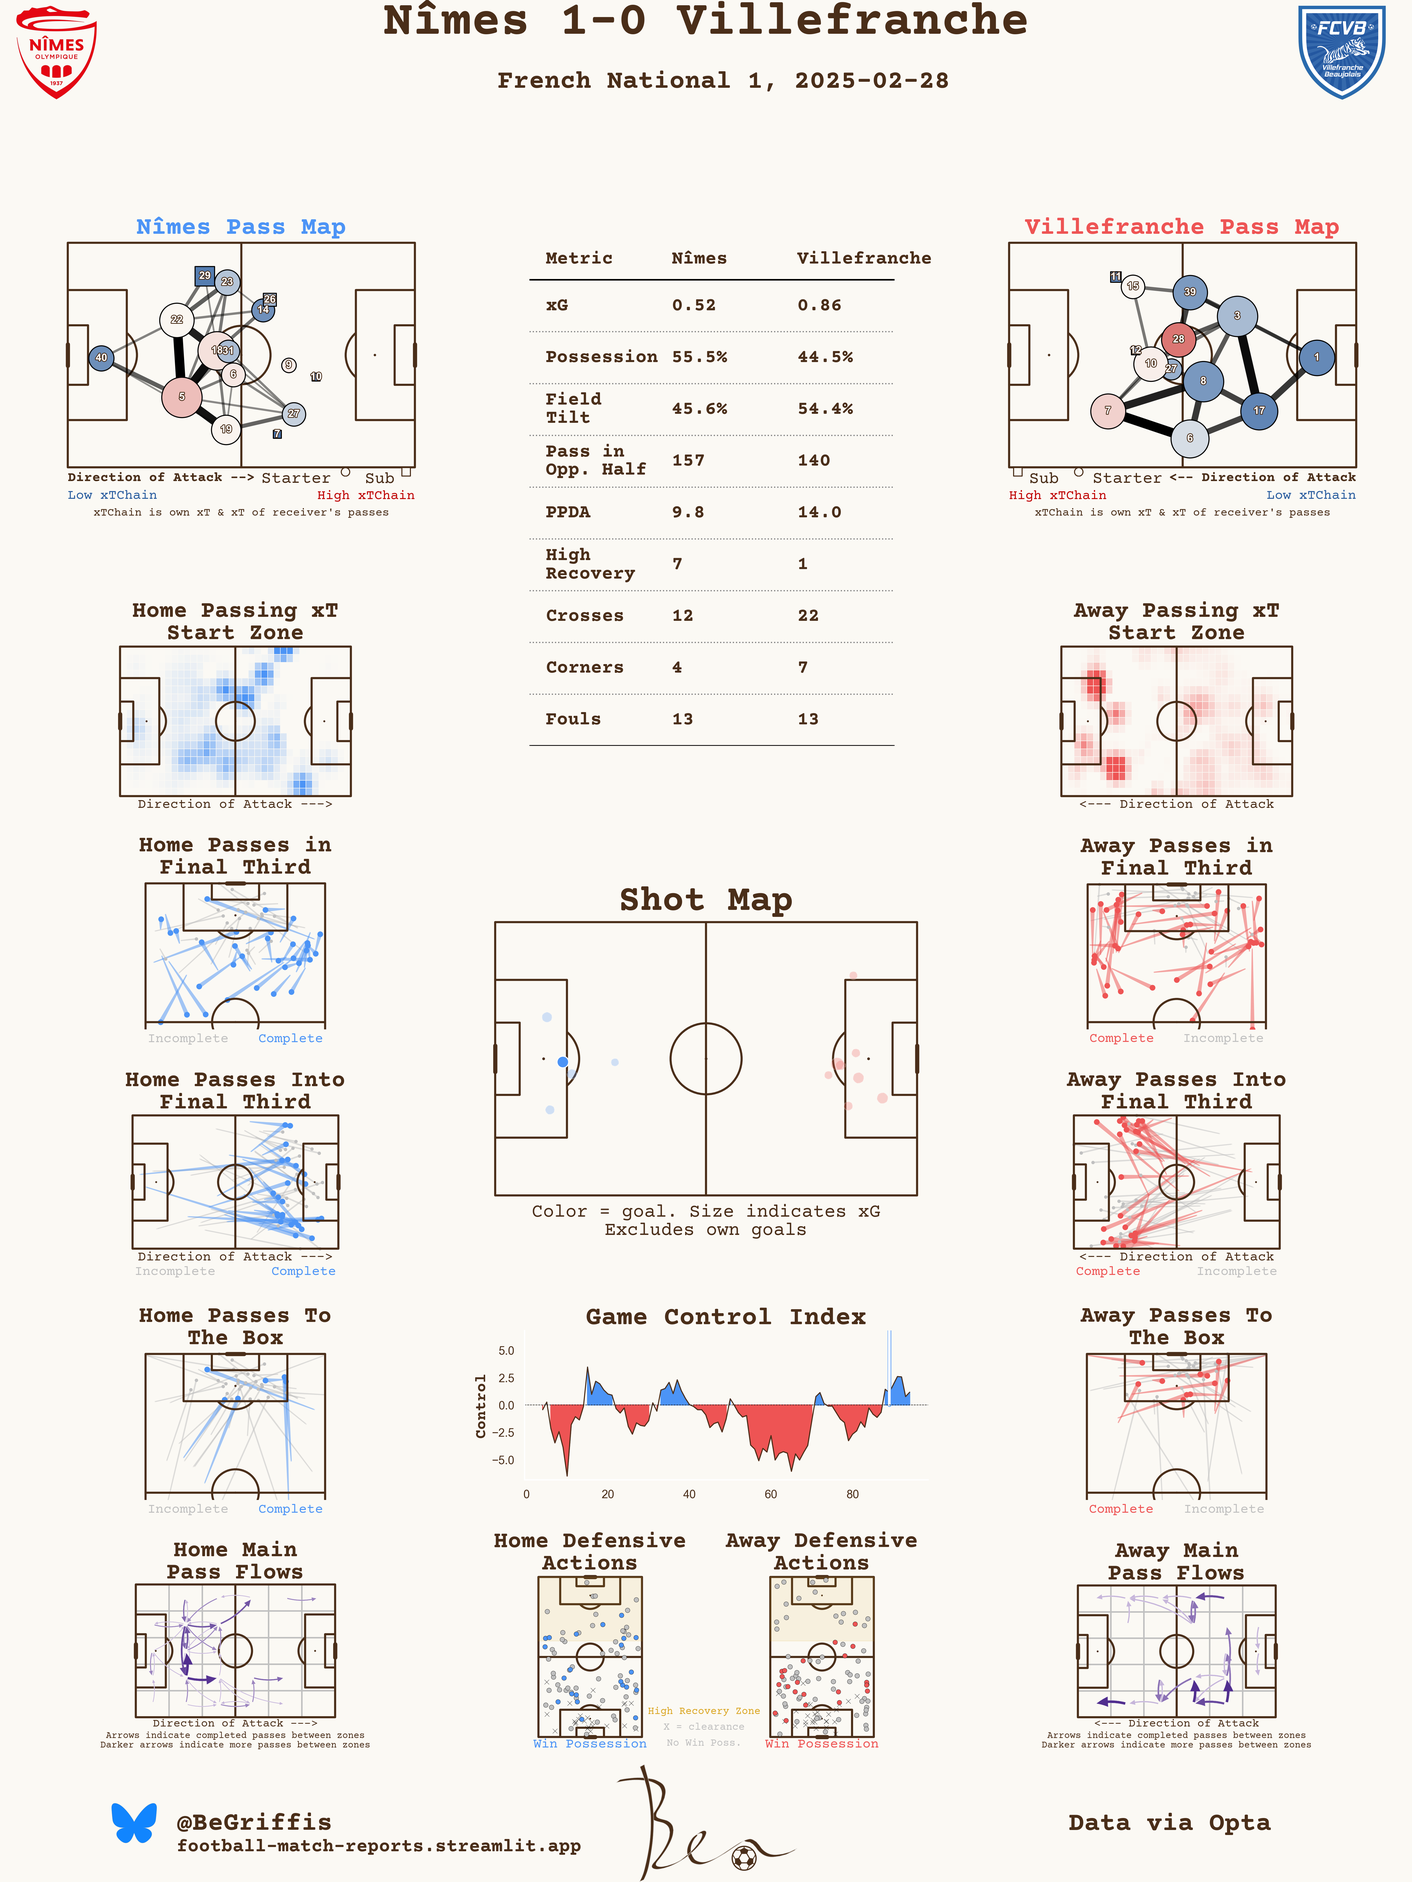 Nîmes 1-0 Villefranche
French National 1, 2025-02-28
NÎMES
OLYMPIQUE
1937
FCVB
Villefranche
Beaujolais
Nîmes Pass Map
29
23
26
14
22
18
31
40
9
6
10
5
27
19
7
Direction of Attack --> Starter Sub
Low xTChain High xTChain
xTChain is own xT & xT of receiver's passes
Metric Nîmes Villefranche
xG 0.52 0.86
Possession 55.5% 44.5%
Field
Tilt 45.6% 54.4%
Pass in
Opp. Half 157 140
PPDA 9.8 14.0
High
Recovery 7 1
Crosses 12 22
Corners 4 7
Fouls 13 13
Villefranche Pass Map
11
15
39
3
28
12
10
27
1
8
7
17
6
Sub Starter <-- Direction of Attack
High xTChain Low xTChain
xTChain is own xT & xT of receiver's passes
Home Passing xT
Start Zone
Direction of Attack --->
Away Passing xT
Start Zone
<--- Direction of Attack
Home Passes in
Final Third
Incomplete Complete
Away Passes in
Final Third
Complete Incomplete
Shot Map
Color = goal. Size indicates xG
Excludes own goals
Home Passes Into
Final Third
Direction of Attack --->
Incomplete Complete
Away Passes Into
Final Third
<--- Direction of Attack
Complete Incomplete
Home Passes To
The Box
Incomplete Complete
Game Control Index
Control
5.0
2.5
0.0
−2.5
−5.0
0 20 40 60 80
Away Passes To
The Box
Complete Incomplete
Home Main
Pass Flows
Direction of Attack --->
Arrows indicate completed passes between zones
Darker arrows indicate more passes between zones
Home Defensive
Actions
Win Possession
High Recovery Zone
X = clearance
No Win Poss.
Away Defensive
Actions
Win Possession
Away Main
Pass Flows
<--- Direction of Attack
Arrows indicate completed passes between zones
Darker arrows indicate more passes between zones
@BeGriffis
football-match-reports.streamlit.app
Ben
Data via Opta